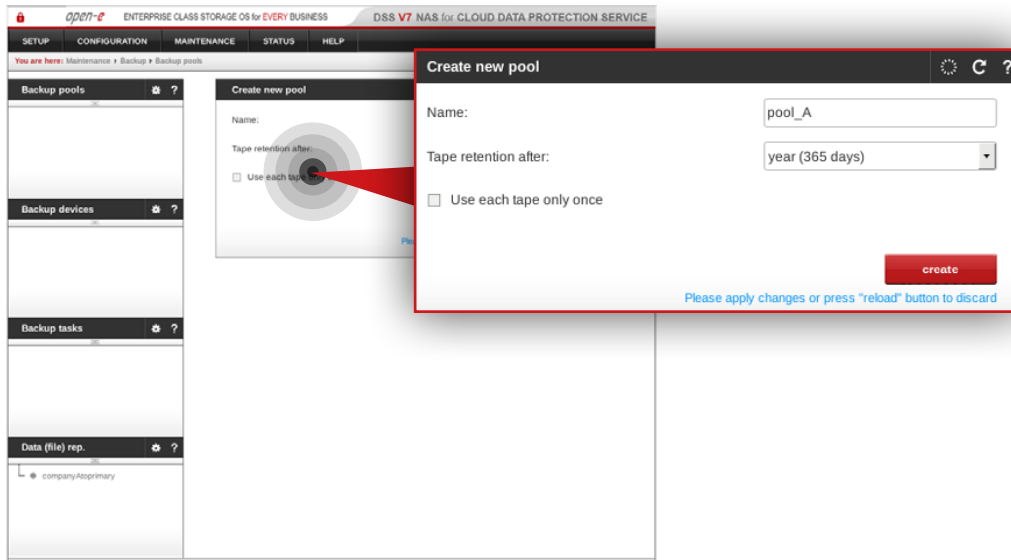 open-e ENTERPRISE CLASS STORAGE OS for EVERY BUSINESS DSS V7 NAS for CLOUD DATA PROTECTION SERVICE
SETUP CONFIGURATION MAINTENANCE STATUS HELP
You are here: Maintenance Backup Backup pools
Backup pools ?
Backup devices ?
Backup tasks ?
Data (file) rep. ?
companyAtoprimary
Create new pool
Name:
Tape retention after:
Use each tape only
Create new pool ?
Name: pool_A
Tape retention after: year (365 days)
Use each tape only once
create
Please apply changes or press "reload" button to discard